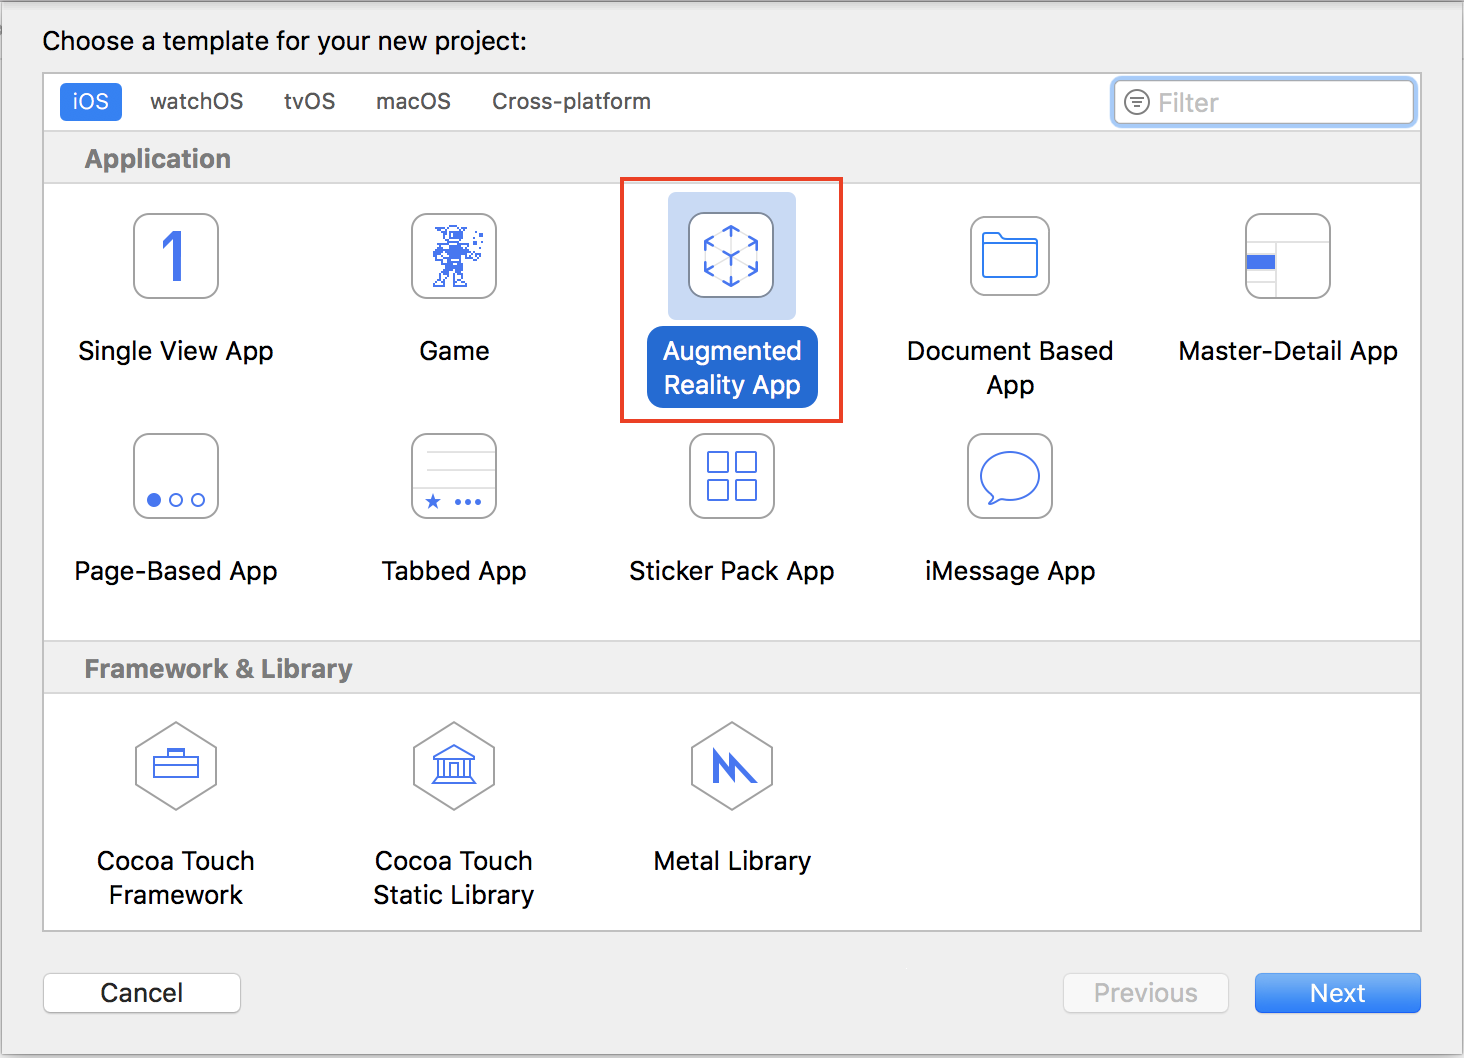 Choose a template for your new project:
iOS watchOS tvOS macOS Cross-platform Filter
Application
1
Single View App
Game
Augmented
Reality App
Document Based
App
Master-Detail App
Page-Based App
Tabbed App
Sticker Pack App
iMessage App
Framework & Library
Cocoa Touch
Framework
Cocoa Touch
Static Library
Metal Library
Cancel Previous Next